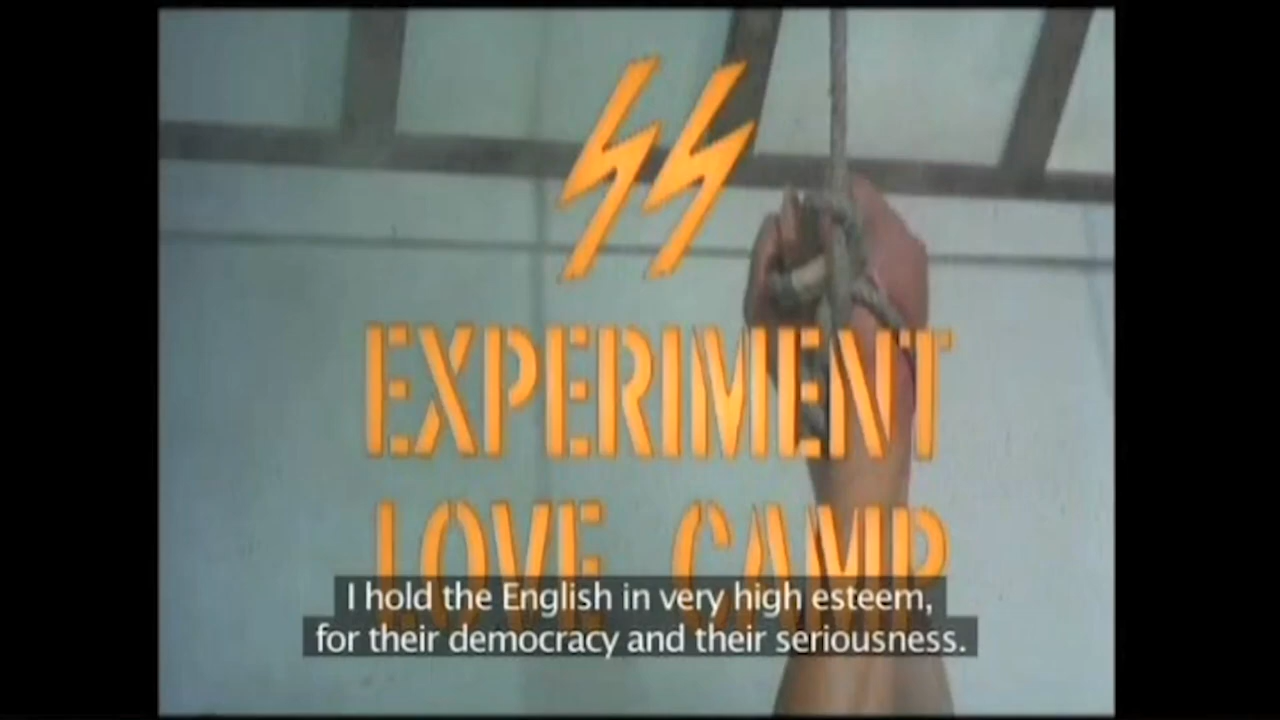 SS
EXPERIMENT
LOVE CAMP
I hold the English in very high esteem,
for their democracy and their seriousness.